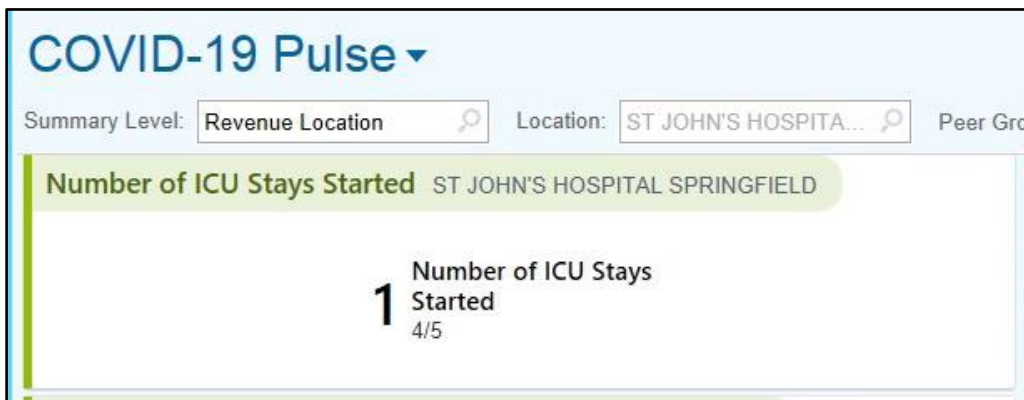 COVID-19 Pulse
Summary Level: Revenue Location Location: ST JOHN'S HOSPITA... Peer Gro
Number of ICU Stays Started ST JOHN'S HOSPITAL SPRINGFIELD
1 Number of ICU Stays
Started
4/5